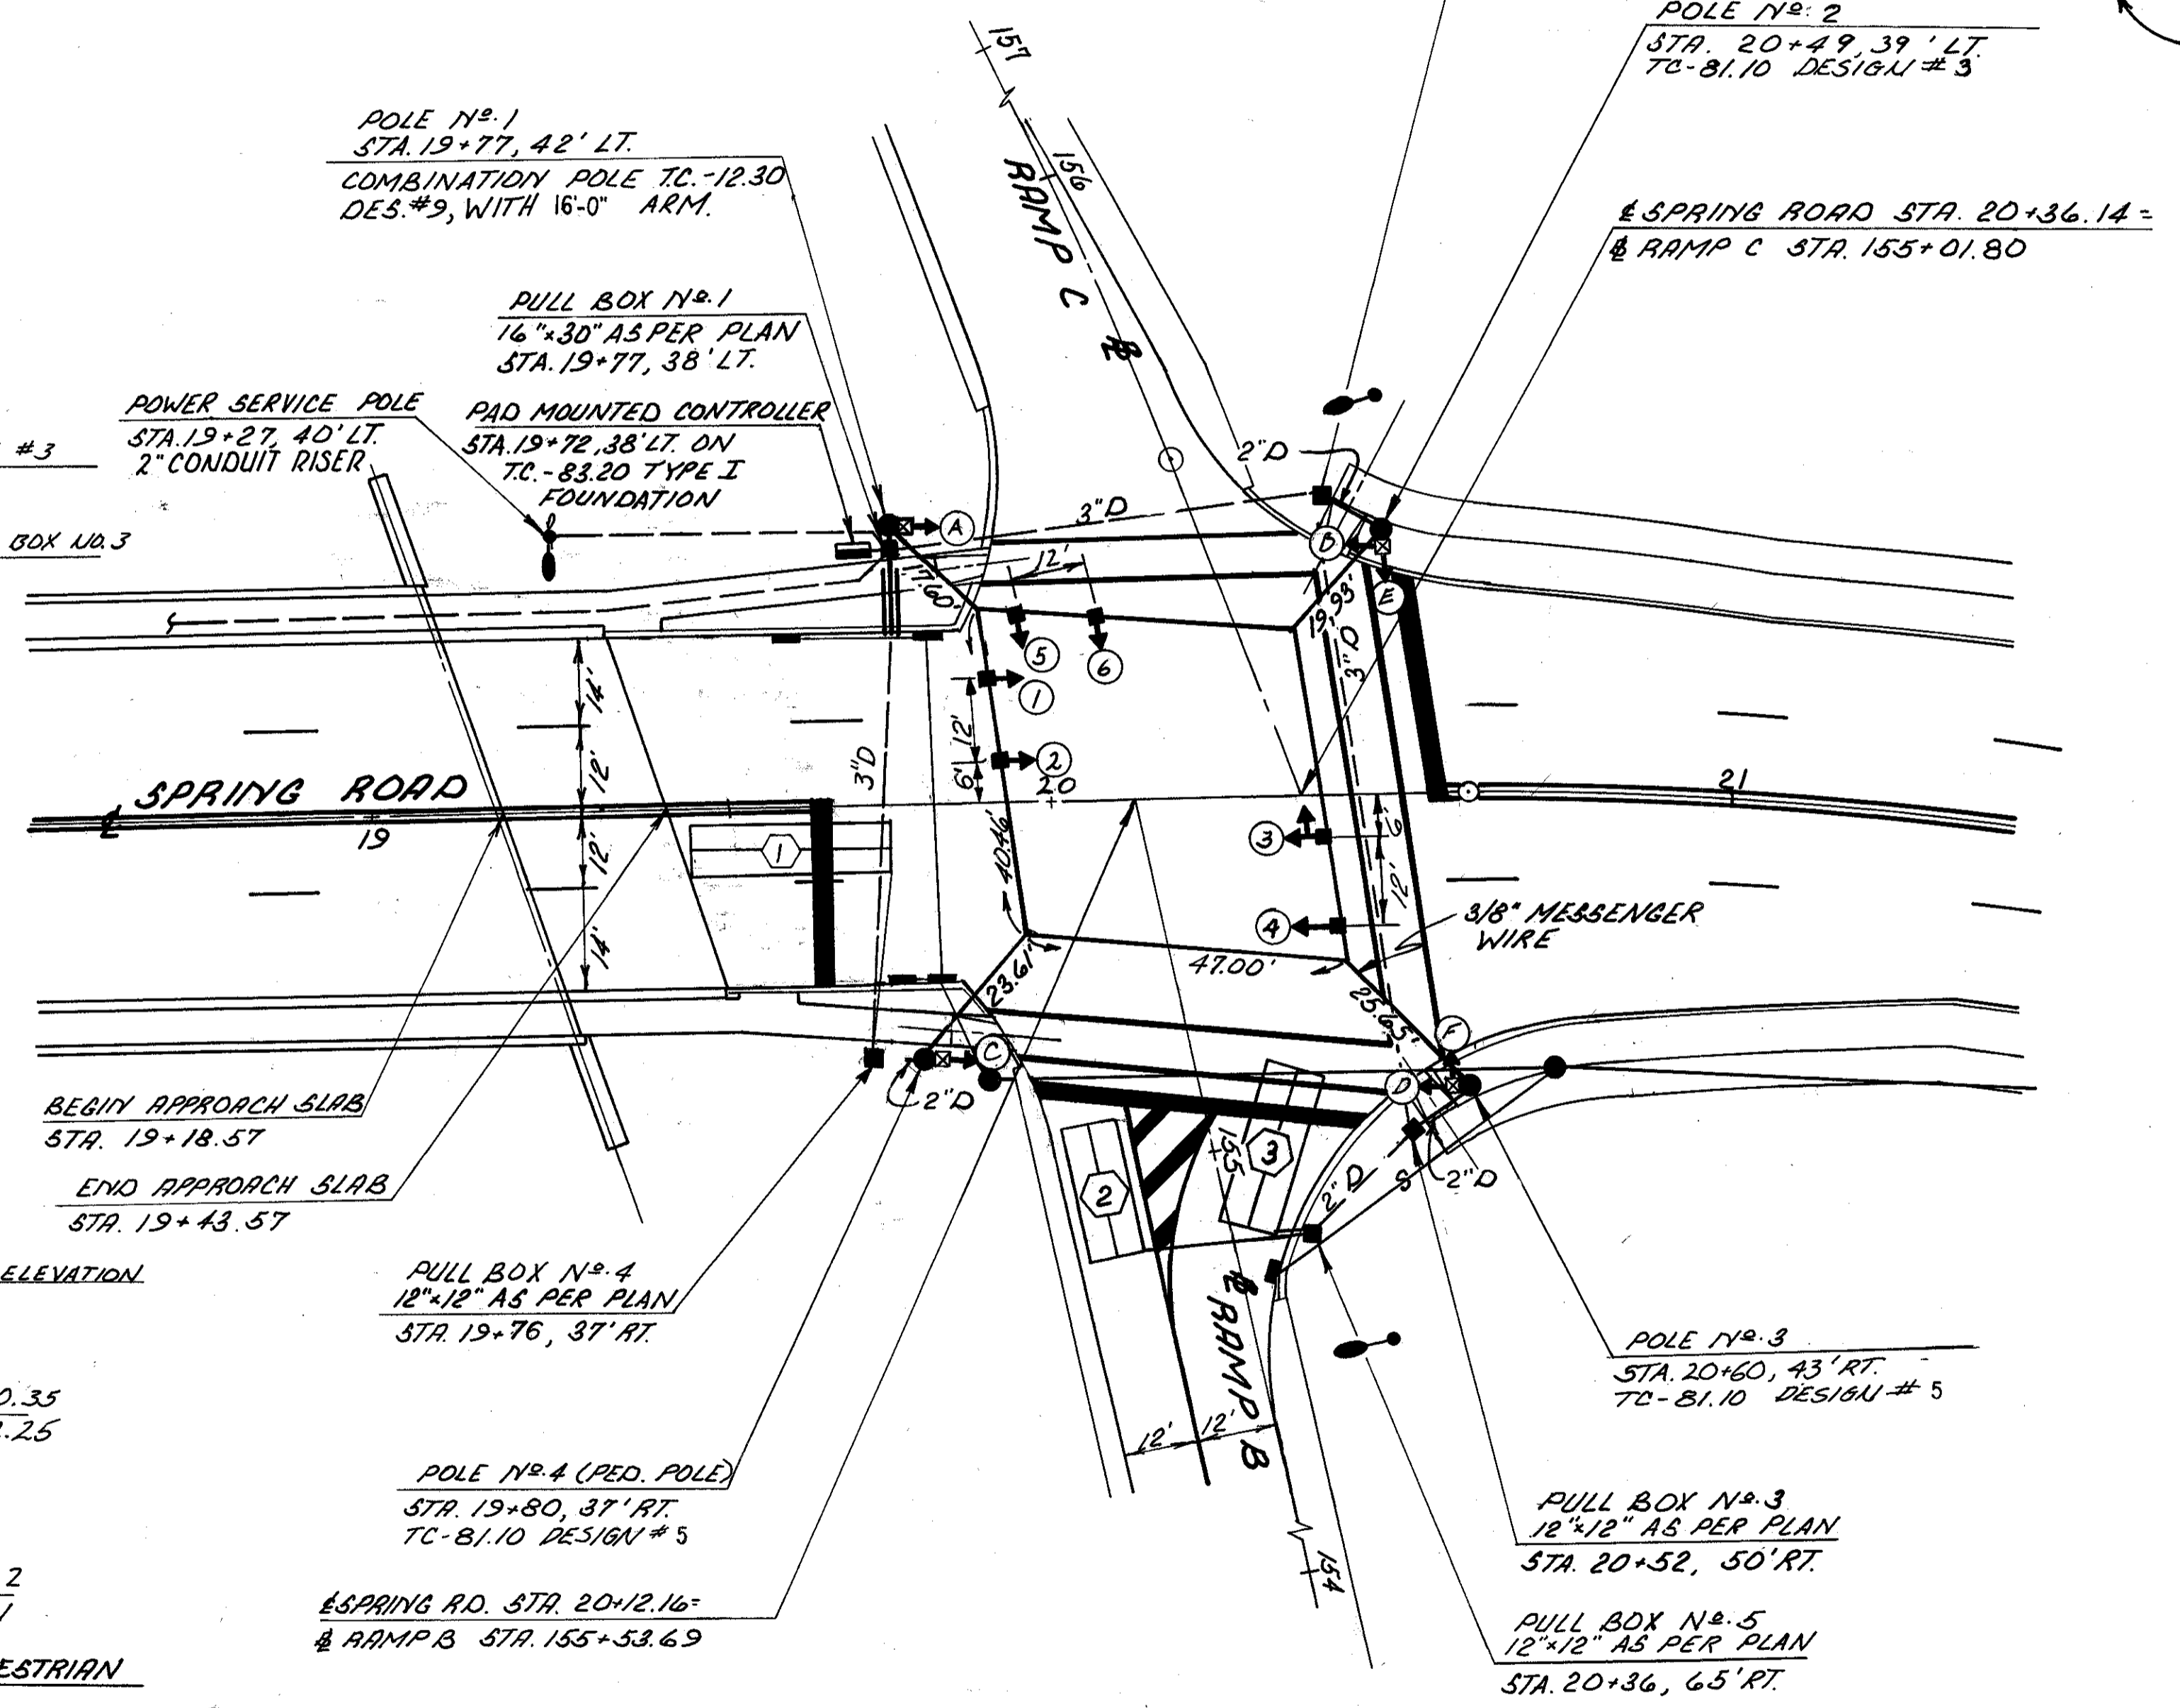 POLE Nº. 2
STA. 20+49, 39' LT.
TC-81.10 DESIGN #3
157
POLE Nº. 1
STA. 19+77, 42' LT.
COMBINATION POLE T.C.-12.30
DES.#9, WITH 16'-0" ARM.
156
RAMP C
℄ SPRING ROAD STA. 20+36.14 =
RAMP C STA. 155+01.80
PULL BOX Nº. 1
16"x30" AS PER PLAN
STA. 19+77, 38' LT.
POWER SERVICE POLE
STA. 19+27, 40' LT.
2" CONDUIT RISER
PAD MOUNTED CONTROLLER
STA. 19+72, 38' LT. ON
T.C.-83.20 TYPE I
FOUNDATION
#3
BOX NO. 3
2"D
3"D
A
B
E
12'
19.93'
5
6
1
2
3"D
3"D
14'
12'
12'
14'
12'
6'
20
SPRING ROAD
19
21
1
40.46'
3
4
6'
12'
3/8" MESSENGER
WIRE
47.00'
23.61'
25.65'
C
D
F
2"D
2"D
2"D
S
BEGIN APPROACH SLAB
STA. 19+18.57
END APPROACH SLAB
STA. 19+43.57
2
155
3
ELEVATION
PULL BOX Nº. 4
12"x12" AS PER PLAN
STA. 19+76, 37' RT.
RAMP B
POLE Nº. 3
STA. 20+60, 43' RT.
TC-81.10 DESIGN # 5
0.35
2.25
12'
12'
POLE Nº. 4 (PED. POLE)
STA. 19+80, 37' RT.
TC-81.10 DESIGN # 5
PULL BOX Nº. 3
12"x12" AS PER PLAN
STA. 20+52, 50' RT.
154
2
℄ SPRING RD. STA. 20+12.16=
RAMP B STA. 155+53.69
PULL BOX Nº. 5
12"x12" AS PER PLAN
STA. 20+36, 65' RT.
ESTRIAN